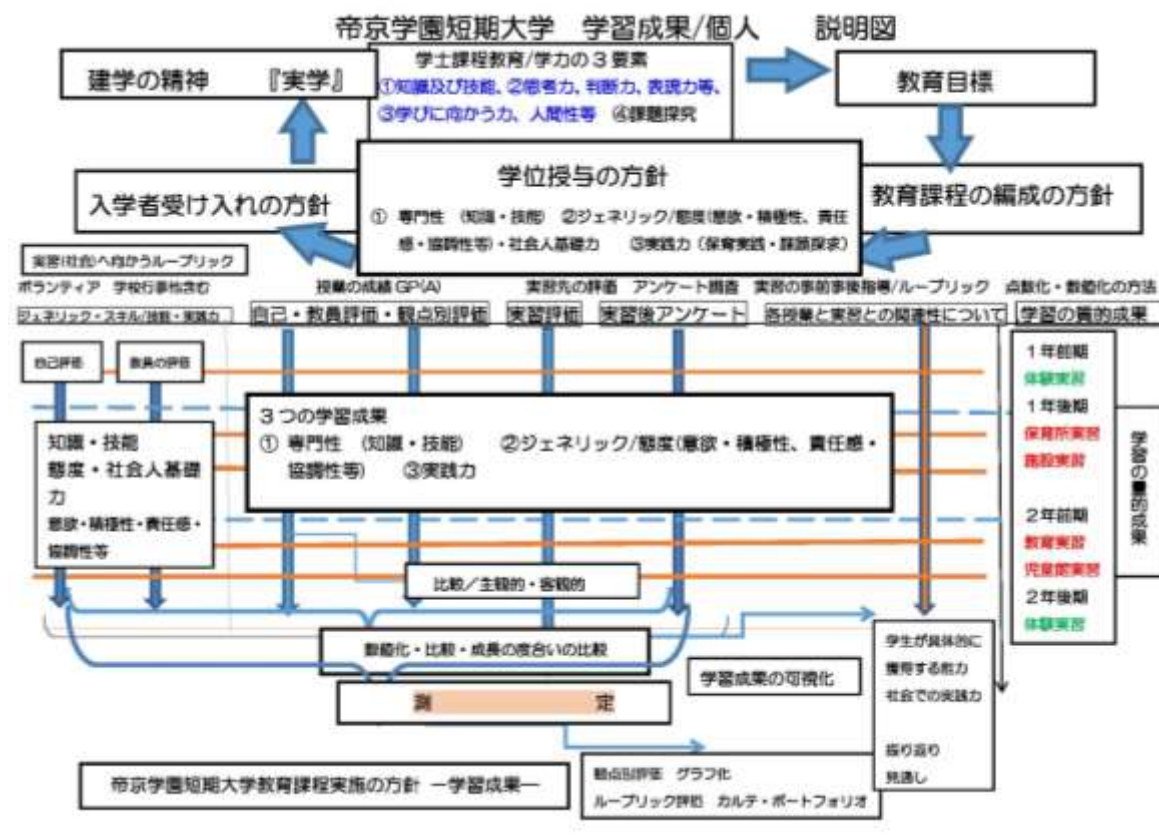 帝京学園短期大学　学習成果/個人　　説明図
建学の精神　　『実学』
学士課程教育/学力の３要素
①知識及び技能、②思考力、判断力、表現力等、
③学びに向かう力、人間性等　④課題探究
教育目標
入学者受け入れの方針
学位授与の方針
①　専門性　（知識・技能）　②ジェネリック/態度(意欲・積極性、責任
感・協調性等)・社会人基礎力　　③実践力（保育実践・課題探求）
教育課程の編成の方針
実習(社会)へ向かうルーブリック
ボランティア　学校行事他含む
授業の成績 GP(A)
実習先の評価　アンケート調査　実習の事前事後指導/ルーブリック　点数化・数値化の方法
ジェネリック・スキル/技能・実践力
自己・教員評価・観点別評価
実習評価
実習後アンケート
各授業と実習との関連性について
学習の質的成果
自己評価
教員の評価
３つの学習成果
①　専門性　（知識・技能）　　②ジェネリック/態度(意欲・積極性、責任感・
協調性等)　　③実践力
知識・技能
態度・社会人基礎
力
意欲・積極性・責任感・
協調性等
１年前期
体験実習
１年後期
保育所実習
施設実習
２年前期
教育実習
児童館実習
２年後期
体験実習
学習の量的成果
比較／主観的・客観的
数値化・比較・成長の度合いの比較
測　　　定
学習成果の可視化
学生が具体的に
獲得する能力
社会での実践力
振り返り
見通し
観点別評価　グラフ化
ルーブリック評価　カルテ・ポートフォリオ
帝京学園短期大学教育課程実施の方針　―学習成果―